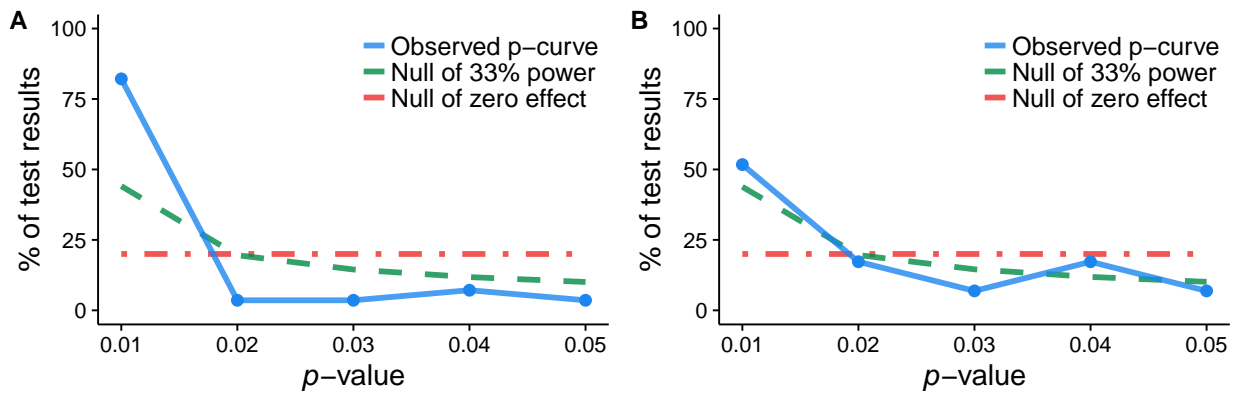 A
100
75
50
25
0
% of test results
Observed p−curve
Null of 33% power
Null of zero effect
0.01 0.02 0.03 0.04 0.05
p−value
B
100
75
50
25
0
% of test results
Observed p−curve
Null of 33% power
Null of zero effect
0.01 0.02 0.03 0.04 0.05
p−value